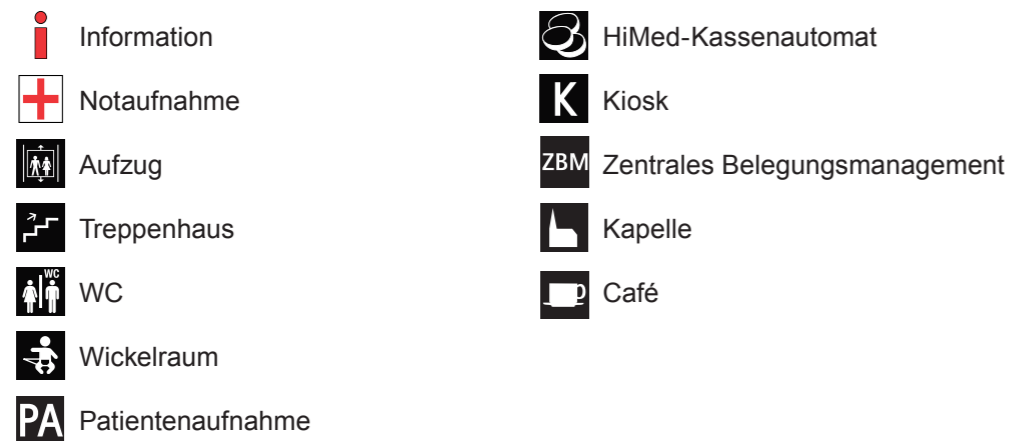 Information
Notaufnahme
Aufzug
Treppenhaus
WC WC
Wickelraum
PA Patientenaufnahme
HiMed-Kassenautomat
K Kiosk
ZBM Zentrales Belegungsmanagement
Kapelle
Café